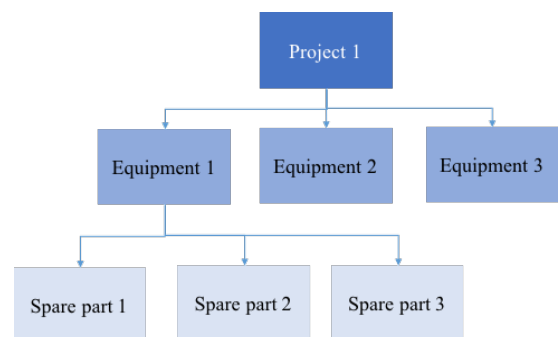 Project 1
Equipment 1
Equipment 2
Equipment 3
Spare part 1
Spare part 2
Spare part 3